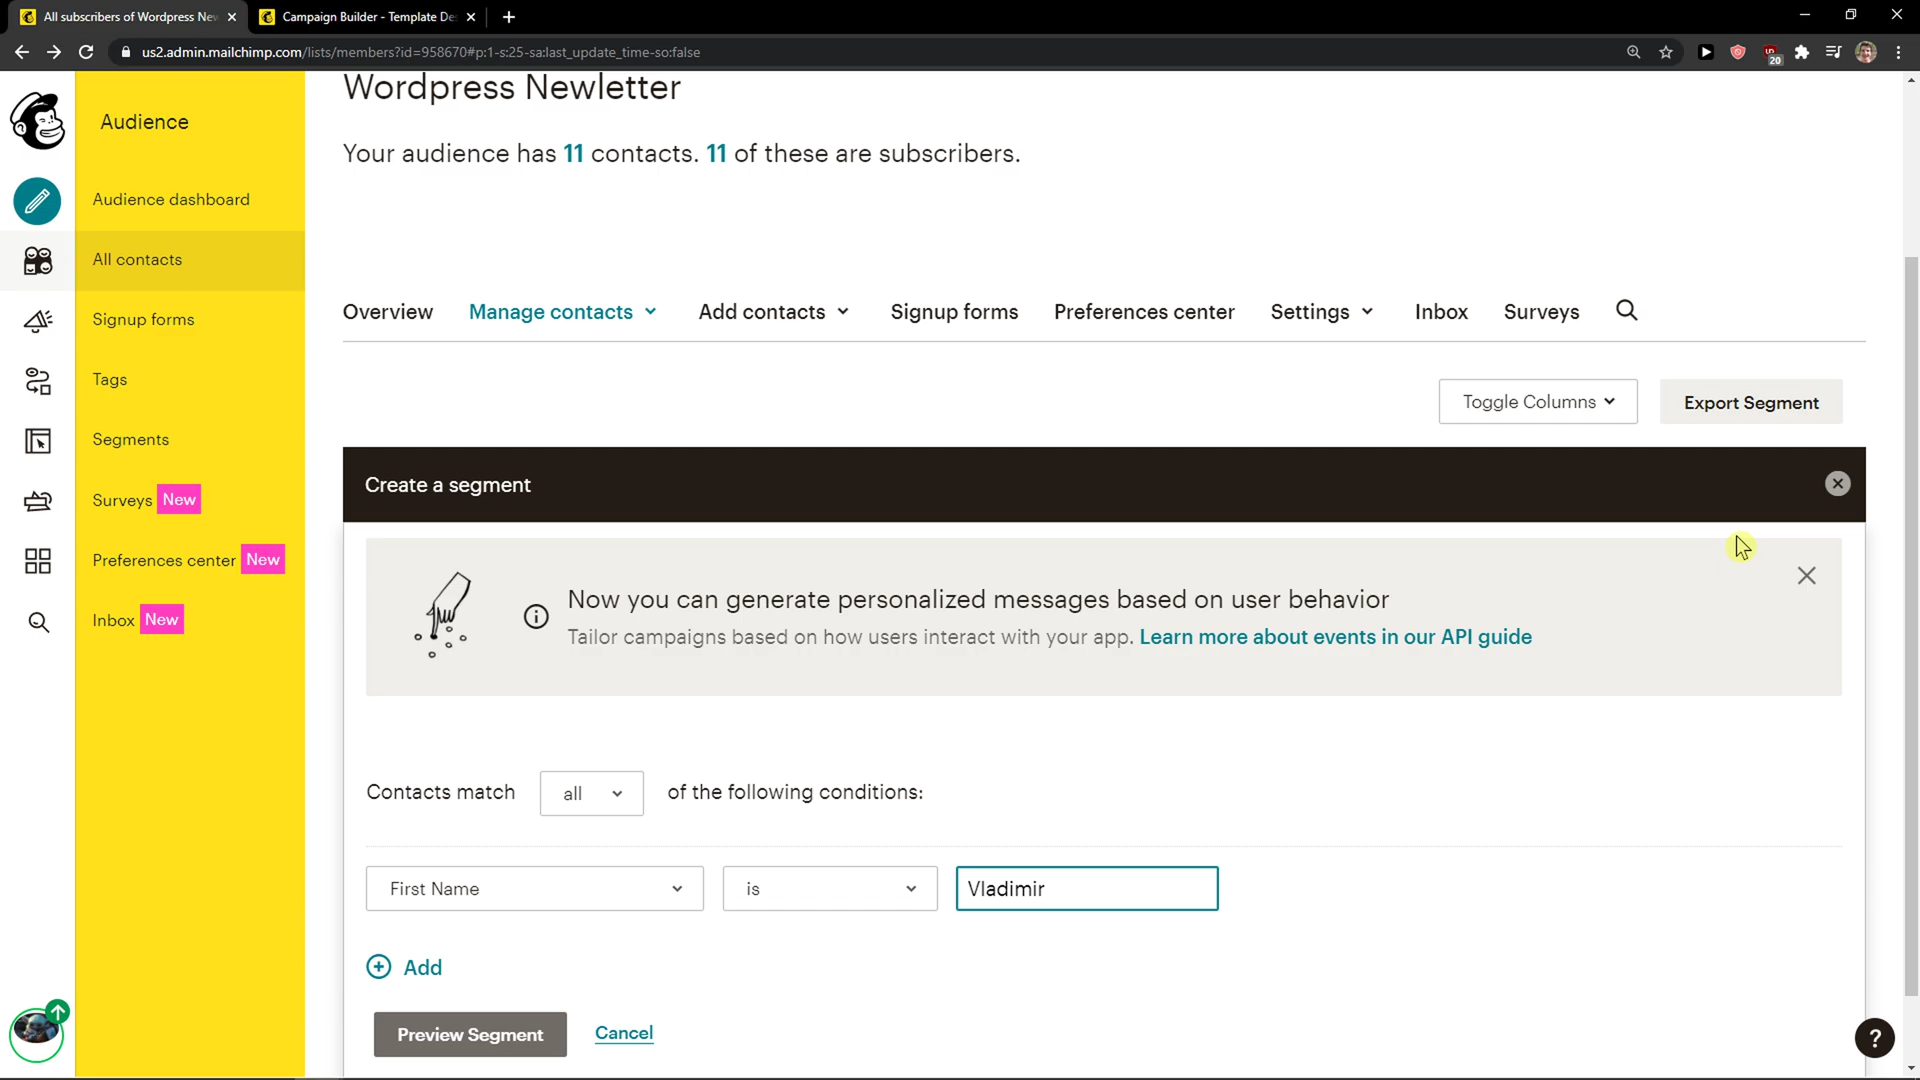 All subscribers of Wordpress New
Campaign Builder - Template De
us2.admin.mailchimp.com/lists/members?id=958670#p:1-s:25-sa:last_update_time-so:false
20
Audience
Audience dashboard
All contacts
Signup forms
Tags
Segments
Surveys New
Preferences center New
Inbox New
Wordpress Newletter
Your audience has 11 contacts. 11 of these are subscribers.
Overview Manage contacts Add contacts Signup forms Preferences center Settings Inbox Surveys
Toggle Columns Export Segment
Create a segment
Now you can generate personalized messages based on user behavior
Tailor campaigns based on how users interact with your app. Learn more about events in our API guide
Contacts match all of the following conditions:
First Name is Vladimir
Add
Preview Segment Cancel
?